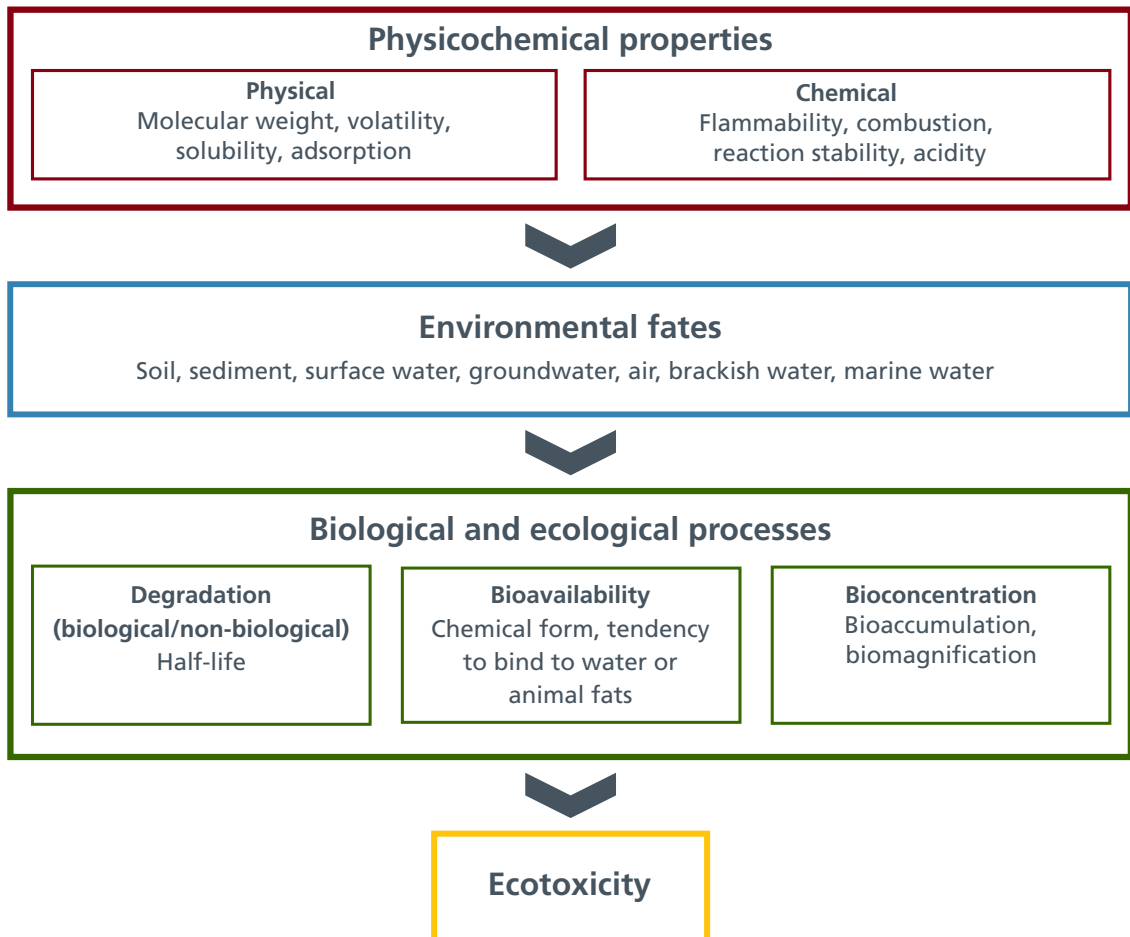 Physicochemical properties
Physical
Molecular weight, volatility,
solubility, adsorption
Chemical
Flammability, combustion,
reaction stability, acidity
Environmental fates
Soil, sediment, surface water, groundwater, air, brackish water, marine water
Biological and ecological processes
Degradation
(biological/non-biological)
Half-life
Bioavailability
Chemical form, tendency
to bind to water or
animal fats
Bioconcentration
Bioaccumulation,
biomagnification
Ecotoxicity